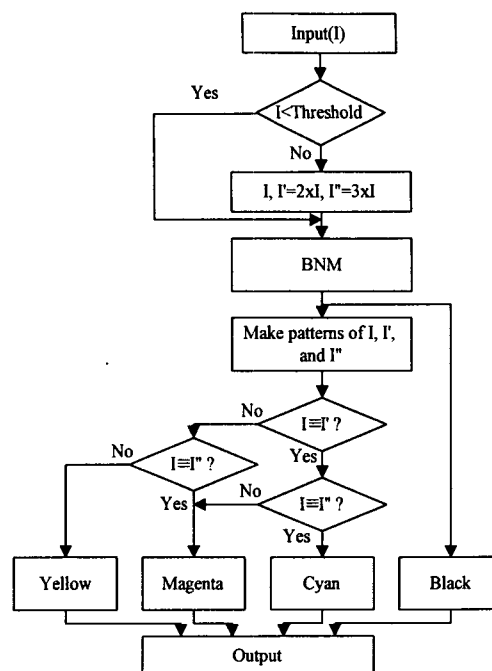 Input(I)
Yes
I<Threshold
No
I, I'=2xI, I"=3xI
BNM
Make patterns of I, I',
and I"
No
I≡I' ?
No
Yes
I≡I" ?
No
Yes
I≡I" ?
Yes
Yellow
Magenta
Cyan
Black
Output